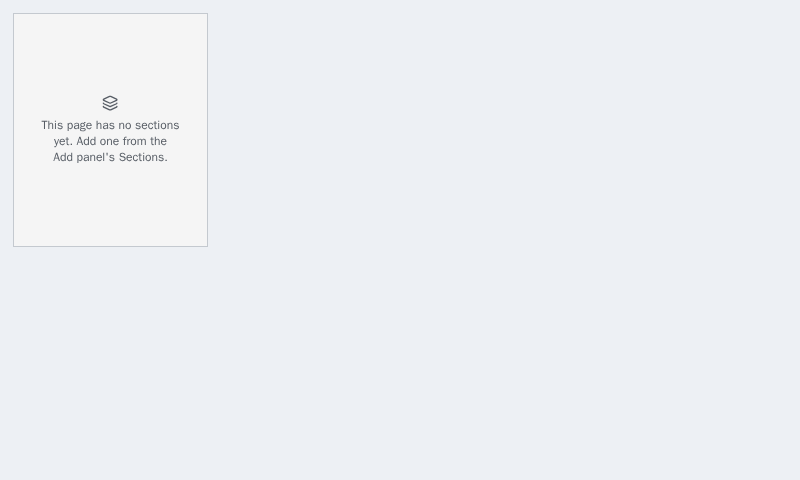 This page has no sections
yet. Add one from the
Add panel's Sections.